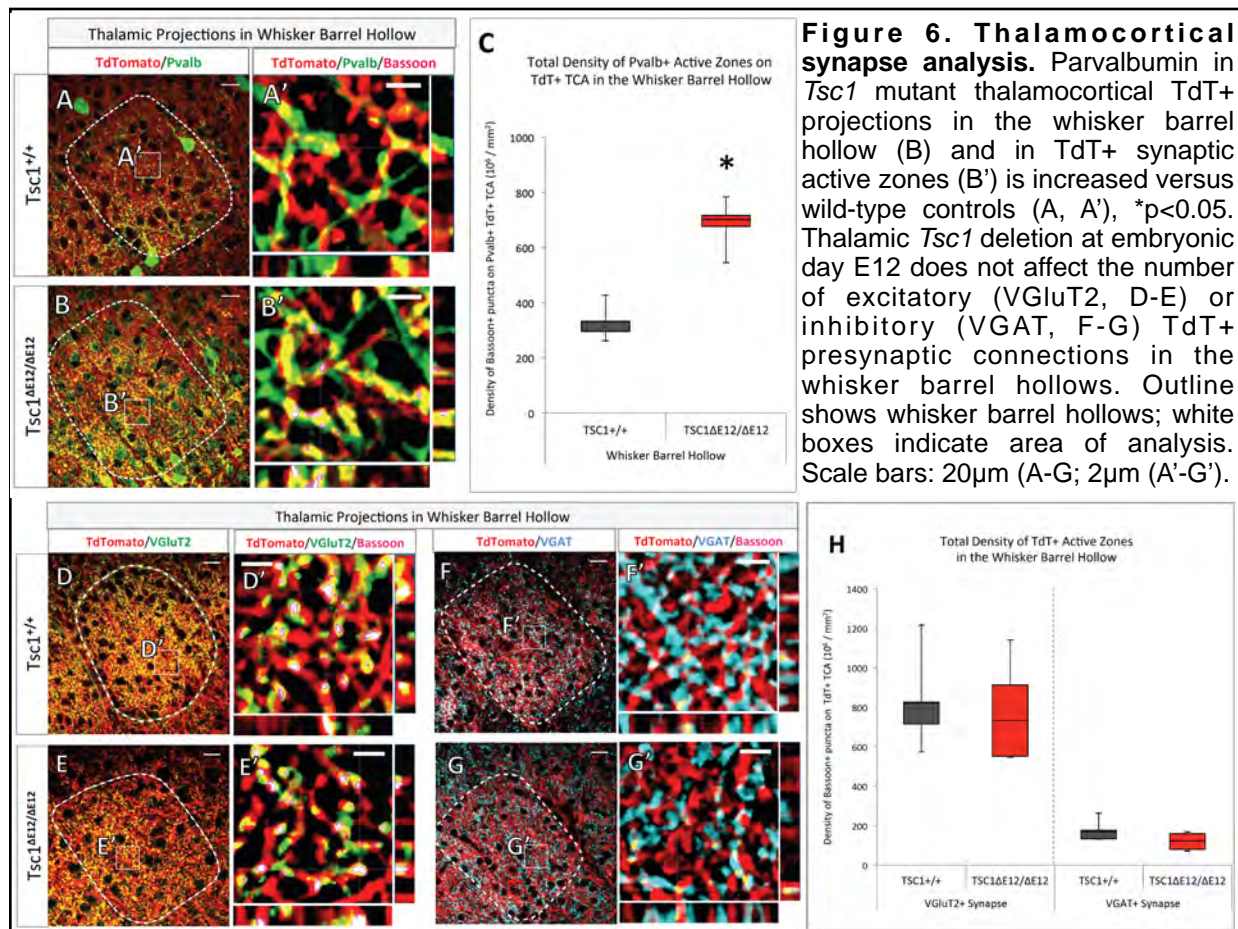 Thalamic Projections in Whisker Barrel Hollow
TdTomato/Pvalb
TdTomato/Pvalb/Bassoon
Tsc1+/+
A
A'
A'
Tsc1ΔE12/ΔE12
B
B'
B'
C
Total Density of Pvalb+ Active Zones on
TdT+ TCA in the Whisker Barrel Hollow
Density of Bassoon+ puncta on Pvalb+ TdT+ TCA (10⁶ / mm²)
1000
800
600
400
200
0
*
TSC1+/+
TSC1ΔE12/ΔE12
Whisker Barrel Hollow
Figure 6. Thalamocortical
synapse analysis. Parvalbumin in
Tsc1 mutant thalamocortical TdT+
projections in the whisker barrel
hollow (B) and in TdT+ synaptic
active zones (B') is increased versus
wild-type controls (A, A'), *p<0.05.
Thalamic Tsc1 deletion at embryonic
day E12 does not affect the number
of excitatory (VGluT2, D-E) or
inhibitory (VGAT, F-G) TdT+
presynaptic connections in the
whisker barrel hollows. Outline
shows whisker barrel hollows; white
boxes indicate area of analysis.
Scale bars: 20µm (A-G; 2µm (A'-G').
Thalamic Projections in Whisker Barrel Hollow
TdTomato/VGluT2
TdTomato/VGluT2/Bassoon
TdTomato/VGAT
TdTomato/VGAT/Bassoon
Tsc1+/+
D
D'
D'
F
F'
F'
Tsc1ΔE12/ΔE12
E
E'
E'
G
G'
G'
H
Total Density of TdT+ Active Zones
in the Whisker Barrel Hollow
Density of Bassoon+ puncta on TdT+ TCA (10⁶ / mm²)
1400
1200
1000
800
600
400
200
0
TSC1+/+
TSC1ΔE12/ΔE12
TSC1+/+
TSC1ΔE12/ΔE12
VGluT2+ Synapse
VGAT+ Synapse